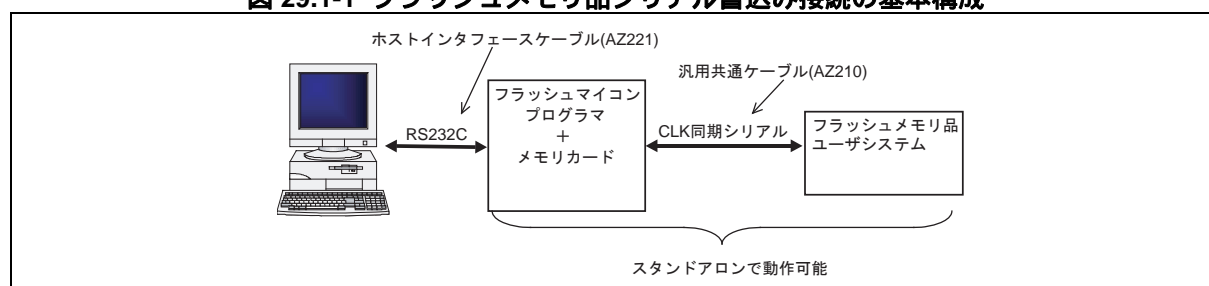 図 29.1-1 フラッシュメモリ品シリアル書込み接続の基本構成
ホストインタフェースケーブル(AZ221)
汎用共通ケーブル(AZ210)
RS232C
フラッシュマイコン
プログラマ
+
メモリカード
CLK同期シリアル
フラッシュメモリ品
ユーザシステム
スタンドアロンで動作可能